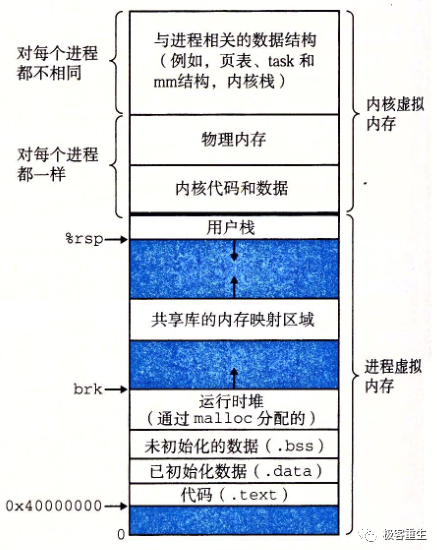 对每个进程
都不相同
与进程相关的数据结构
(例如，页表、task 和
mm结构，内核栈)
内核虚拟
内存
对每个进程
都一样
物理内存
内核代码和数据
用户栈
%rsp
共享库的内存映射区域
进程虚拟
内存
brk
运行时堆
(通过 malloc 分配的)
未初始化的数据(.bss)
已初始化数据(.data)
代码(.text)
0x40000000
0
极客重生